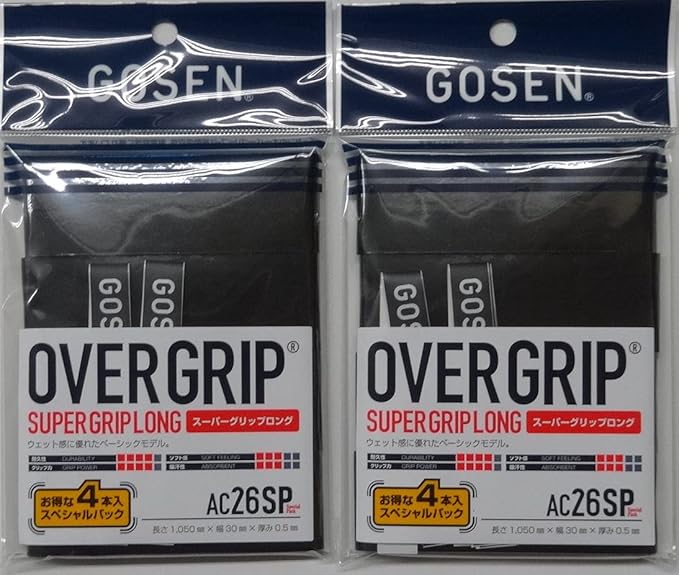 GOSEN®
GOS
GOS
OVER GRIP®
SUPER GRIP LONG スーパーグリップロング
ウェット感に優れたベーシックモデル。
耐久性 DURABILITY ソフト感 SOFT FEELING
グリップ力 GRIP POWER 吸汗性 ABSORBENT
お得な4本入
スペシャルパック
AC26SP Special Pack
長さ1,050mm×幅30mm×厚み0.5mm
GOSEN®
GOS
GOS
OVER GRIP®
SUPER GRIP LONG スーパーグリップロング
ウェット感に優れたベーシックモデル。
耐久性 DURABILITY ソフト感 SOFT FEELING
グリップ力 GRIP POWER 吸汗性 ABSORBENT
お得な4本入
スペシャルパック
AC26SP Special Pack
長さ1,050mm×幅30mm×厚み0.5mm